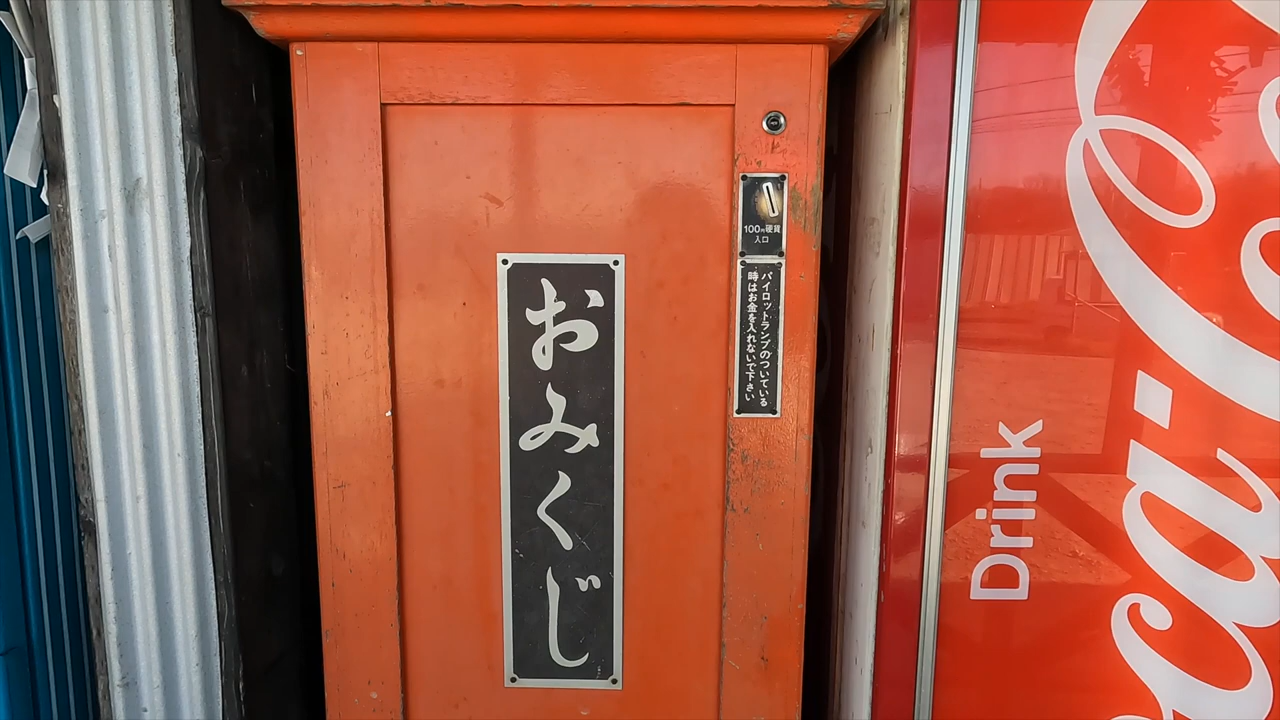 おみくじ
100円硬貨
入口
パイロットランプのついている
時はお金を入れないで下さい
Drink
Coca-Co